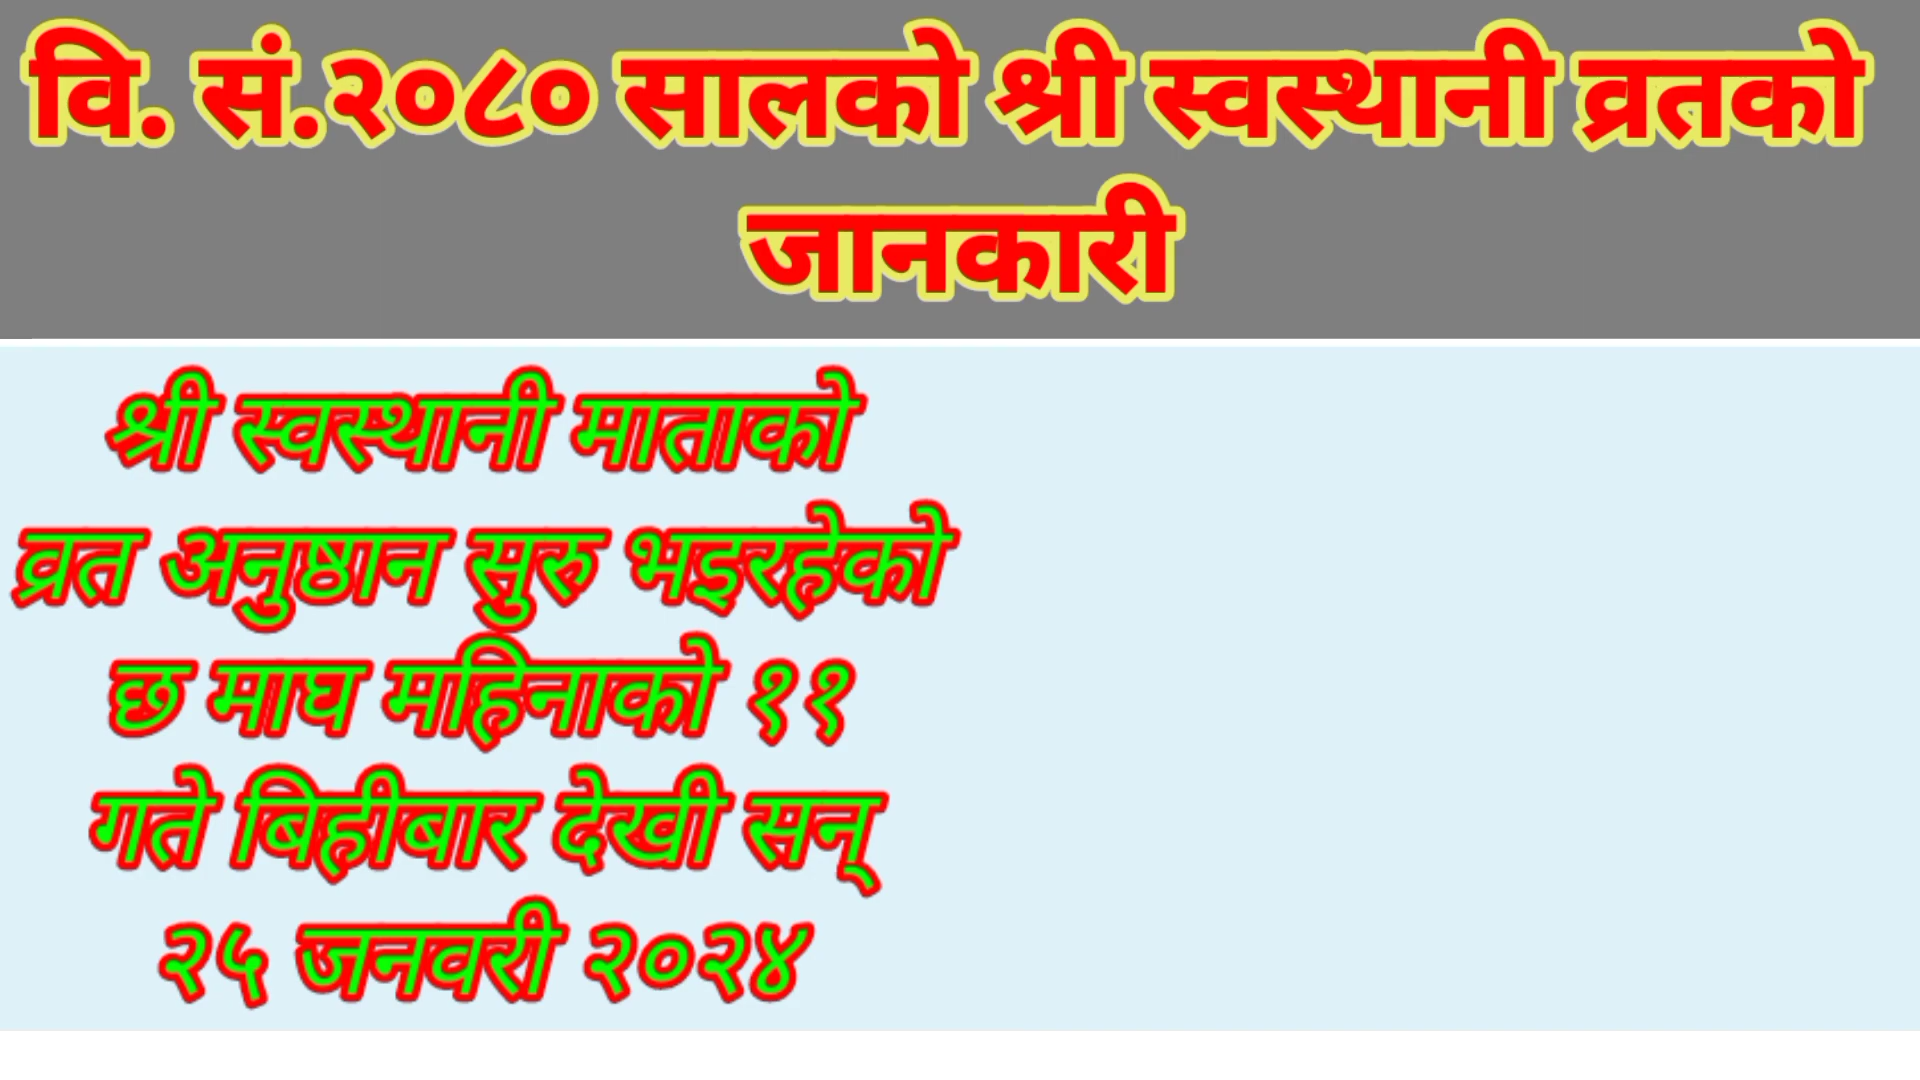 वि. सं.२०८० सालको श्री स्वस्थानी व्रतको
जानकारी
श्री स्वस्थानी माताको
व्रत अनुष्ठान सुरु भइरहेको
छ माघ महिनाको ११
गते बिहीबार देखी सन्
२५ जनवरी २०२४